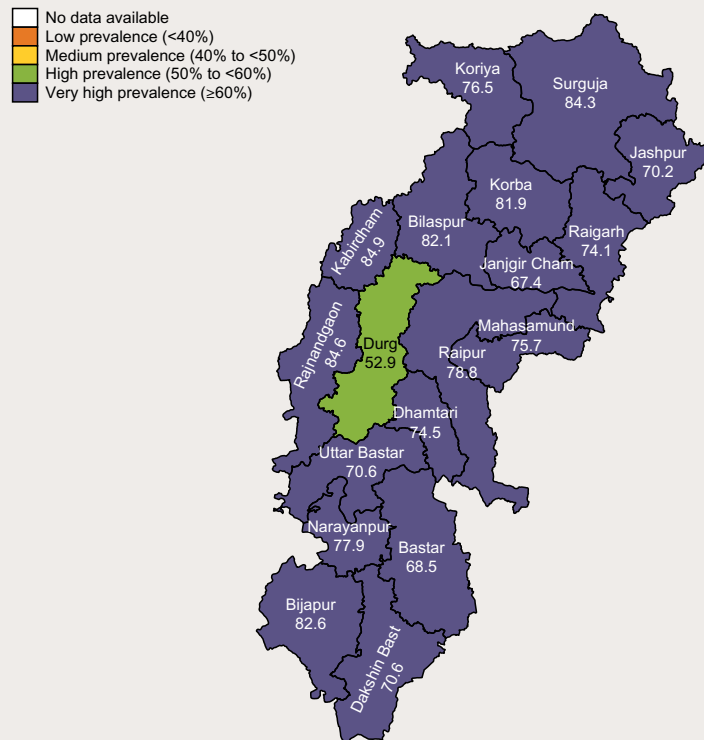 No data available
Low prevalence (<40%)
Medium prevalence (40% to <50%)
High prevalence (50% to <60%)
Very high prevalence (≥60%)
Koriya
76.5
Surguja
84.3
Jashpur
70.2
Korba
81.9
Bilaspur
82.1
Raigarh
74.1
Kabirdham
84.9
Janjgir Cham
67.4
Rajnandgaon
84.6
Durg
52.9
Mahasamund
75.7
Raipur
78.8
Dhamtari
74.5
Uttar Bastar
70.6
Narayanpur
77.9
Bastar
68.5
Bijapur
82.6
Dakshin Bast
70.6